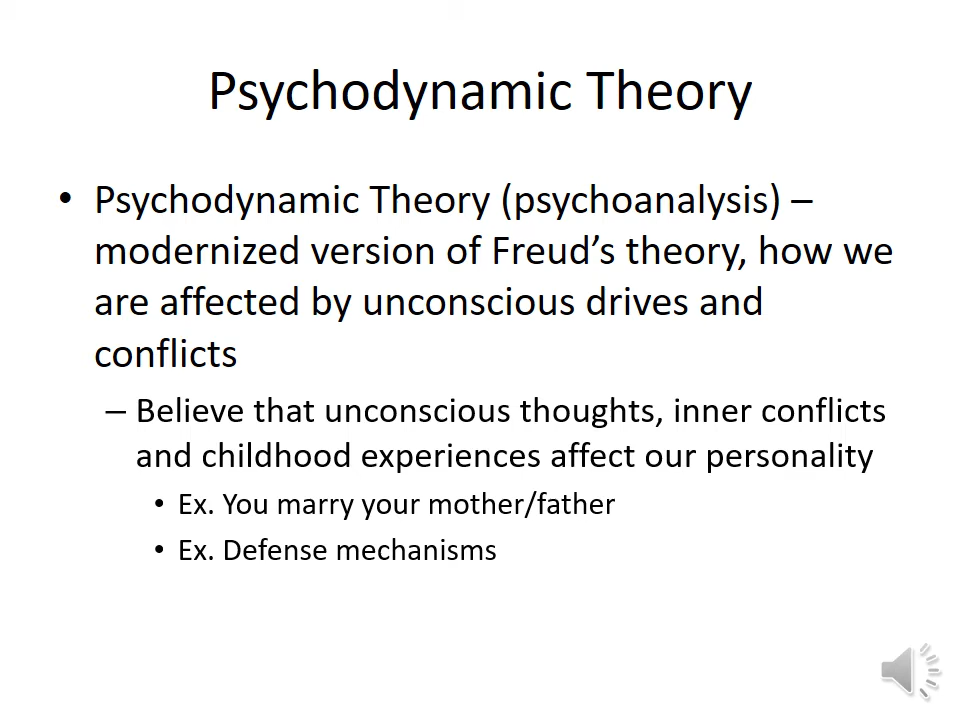 Psychodynamic Theory
• Psychodynamic Theory (psychoanalysis) –
modernized version of Freud’s theory, how we
are affected by unconscious drives and
conflicts
– Believe that unconscious thoughts, inner conflicts
and childhood experiences affect our personality
• Ex. You marry your mother/father
• Ex. Defense mechanisms